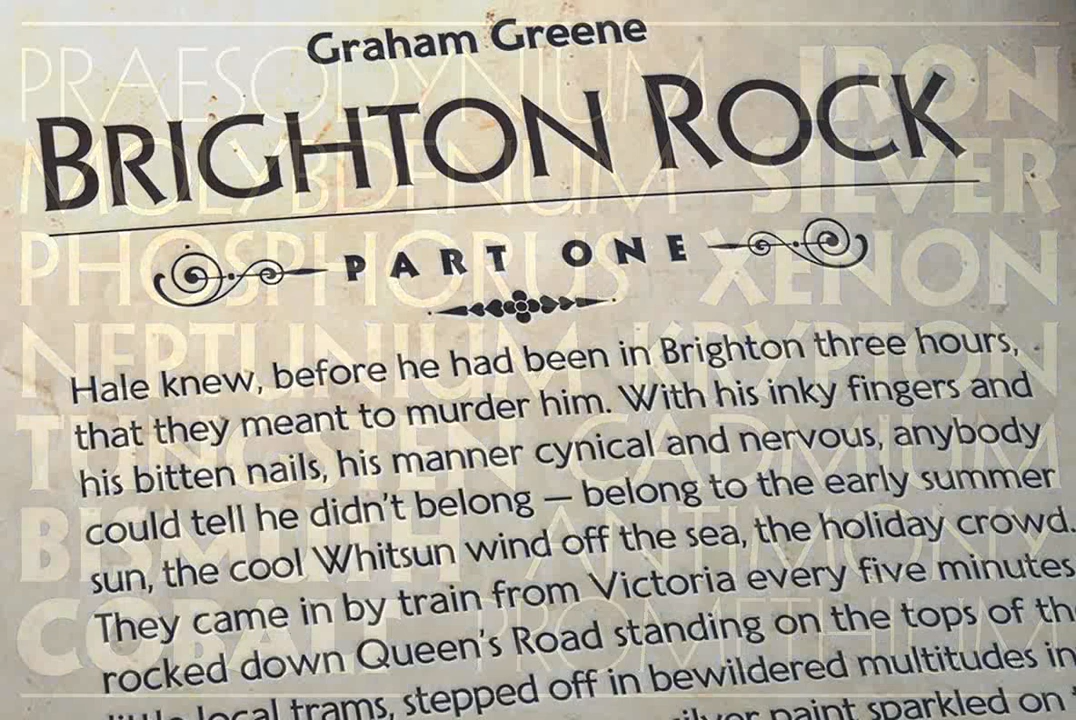 Graham Greene
BRIGHTON ROCK
PART ONE
Hale knew, before he had been in Brighton three hours,
that they meant to murder him. With his inky fingers and
his bitten nails, his manner cynical and nervous, anybody
could tell he didn't belong – belong to the early summer
sun, the cool Whitsun wind off the sea, the holiday crowd.
They came in by train from Victoria every five minutes
rocked down Queen's Road standing on the tops of th
local trams, stepped off in bewildered multitudes in
paint sparkled on
PRAESODYNIUM IRON
MOLYBDENUM SILVER
PHOSPHORUS XENON
NEPTUNIUM KRYPTON
TUNGSTEN CADMIUM
BISMUTH ANTIMONY
COBALT PROMETHIUM